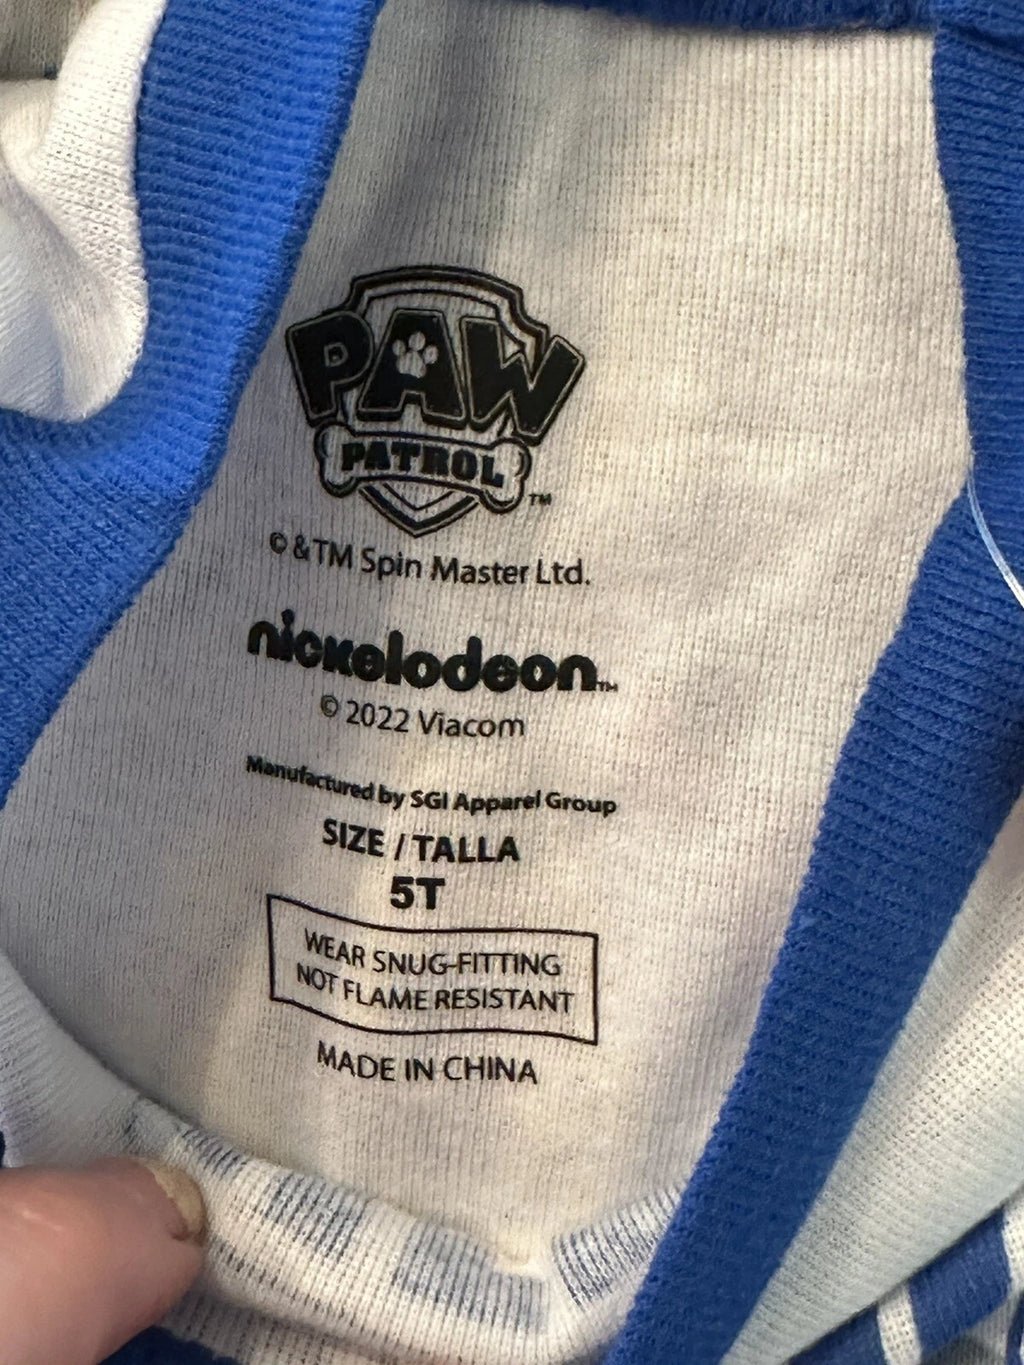 PAW
PATROL
TM
© & TM Spin Master Ltd.
nickelodeon TM
© 2022 Viacom
Manufactured by SGI Apparel Group
SIZE / TALLA
5T
WEAR SNUG-FITTING
NOT FLAME RESISTANT
MADE IN CHINA